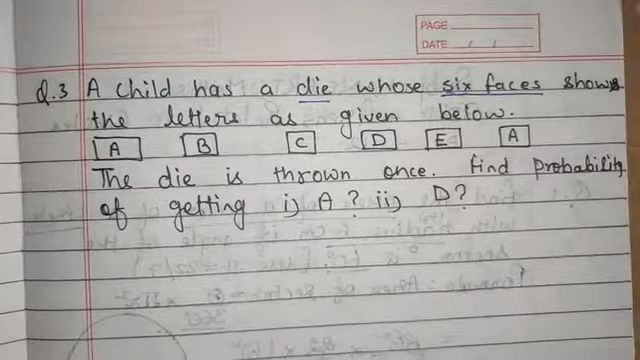 PAGE
DATE
Q.3 A child has a die whose six faces shows
the letters as given below.
A B C D E A
The die is thrown once. find probability
of getting i) A ? ii) D?